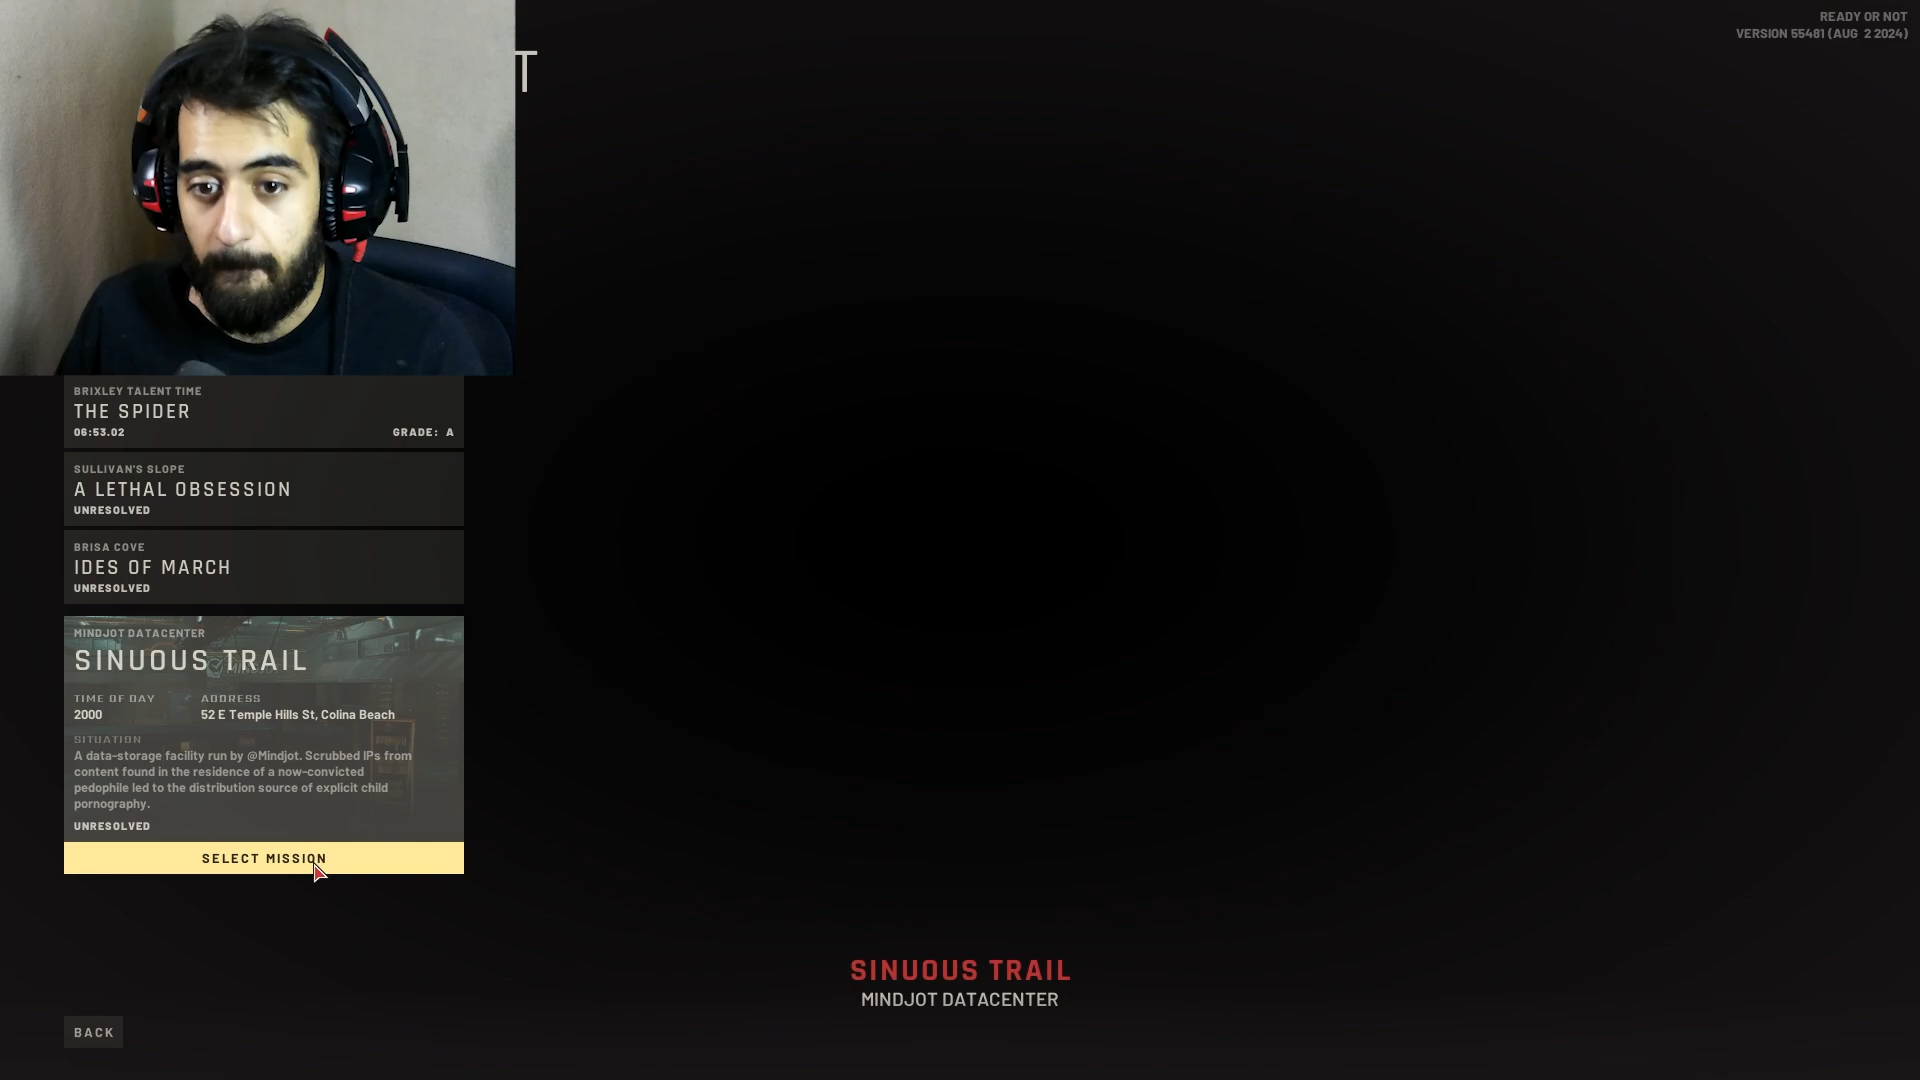 READY OR NOT
VERSION 55481 (AUG 2 2024)
T
BRIXLEY TALENT TIME
THE SPIDER
06:53.02 GRADE: A
SULLIVAN'S SLOPE
A LETHAL OBSESSION
UNRESOLVED
BRISA COVE
IDES OF MARCH
UNRESOLVED
MINDJOT DATACENTER
SINUOUS TRAIL
TIME OF DAY ADDRESS
2000 52 E Temple Hills St, Colina Beach
SITUATION
A data-storage facility run by @Mindjot. Scrubbed IPs from
content found in the residence of a now-convicted
pedophile led to the distribution source of explicit child
pornography.
UNRESOLVED
SELECT MISSION
SINUOUS TRAIL
MINDJOT DATACENTER
BACK